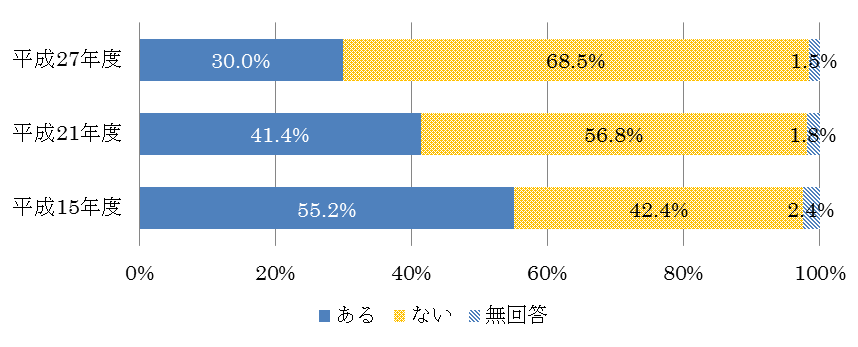 平成27年度 30.0% 68.5% 1.5%
平成21年度 41.4% 56.8% 1.8%
平成15年度 55.2% 42.4% 2.4%
0% 20% 40% 60% 80% 100%
ある ない 無回答